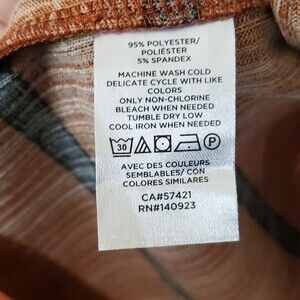 95% POLYESTER/
POLIÉSTER
5% SPANDEX
MACHINE WASH COLD
DELICATE CYCLE WITH LIKE
COLORS
ONLY NON-CHLORINE
BLEACH WHEN NEEDED
TUMBLE DRY LOW
COOL IRON WHEN NEEDED
30 P
AVEC DES COULEURS
SEMBLABLES/ CON
COLORES SIMILARES
CA#57421
RN#140923